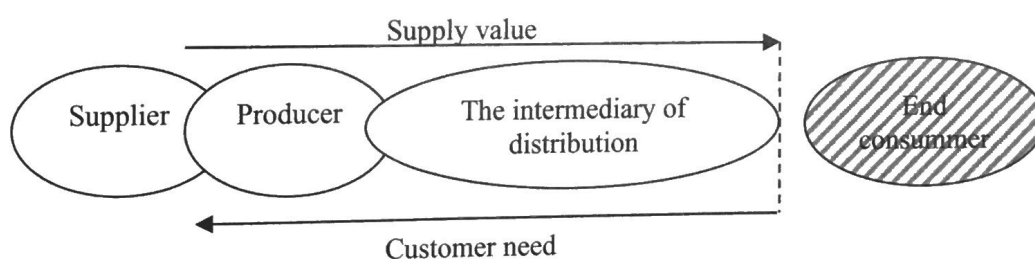 Supply value
Supplier
Producer
The intermediary of
distribution
End
consummer
Customer need